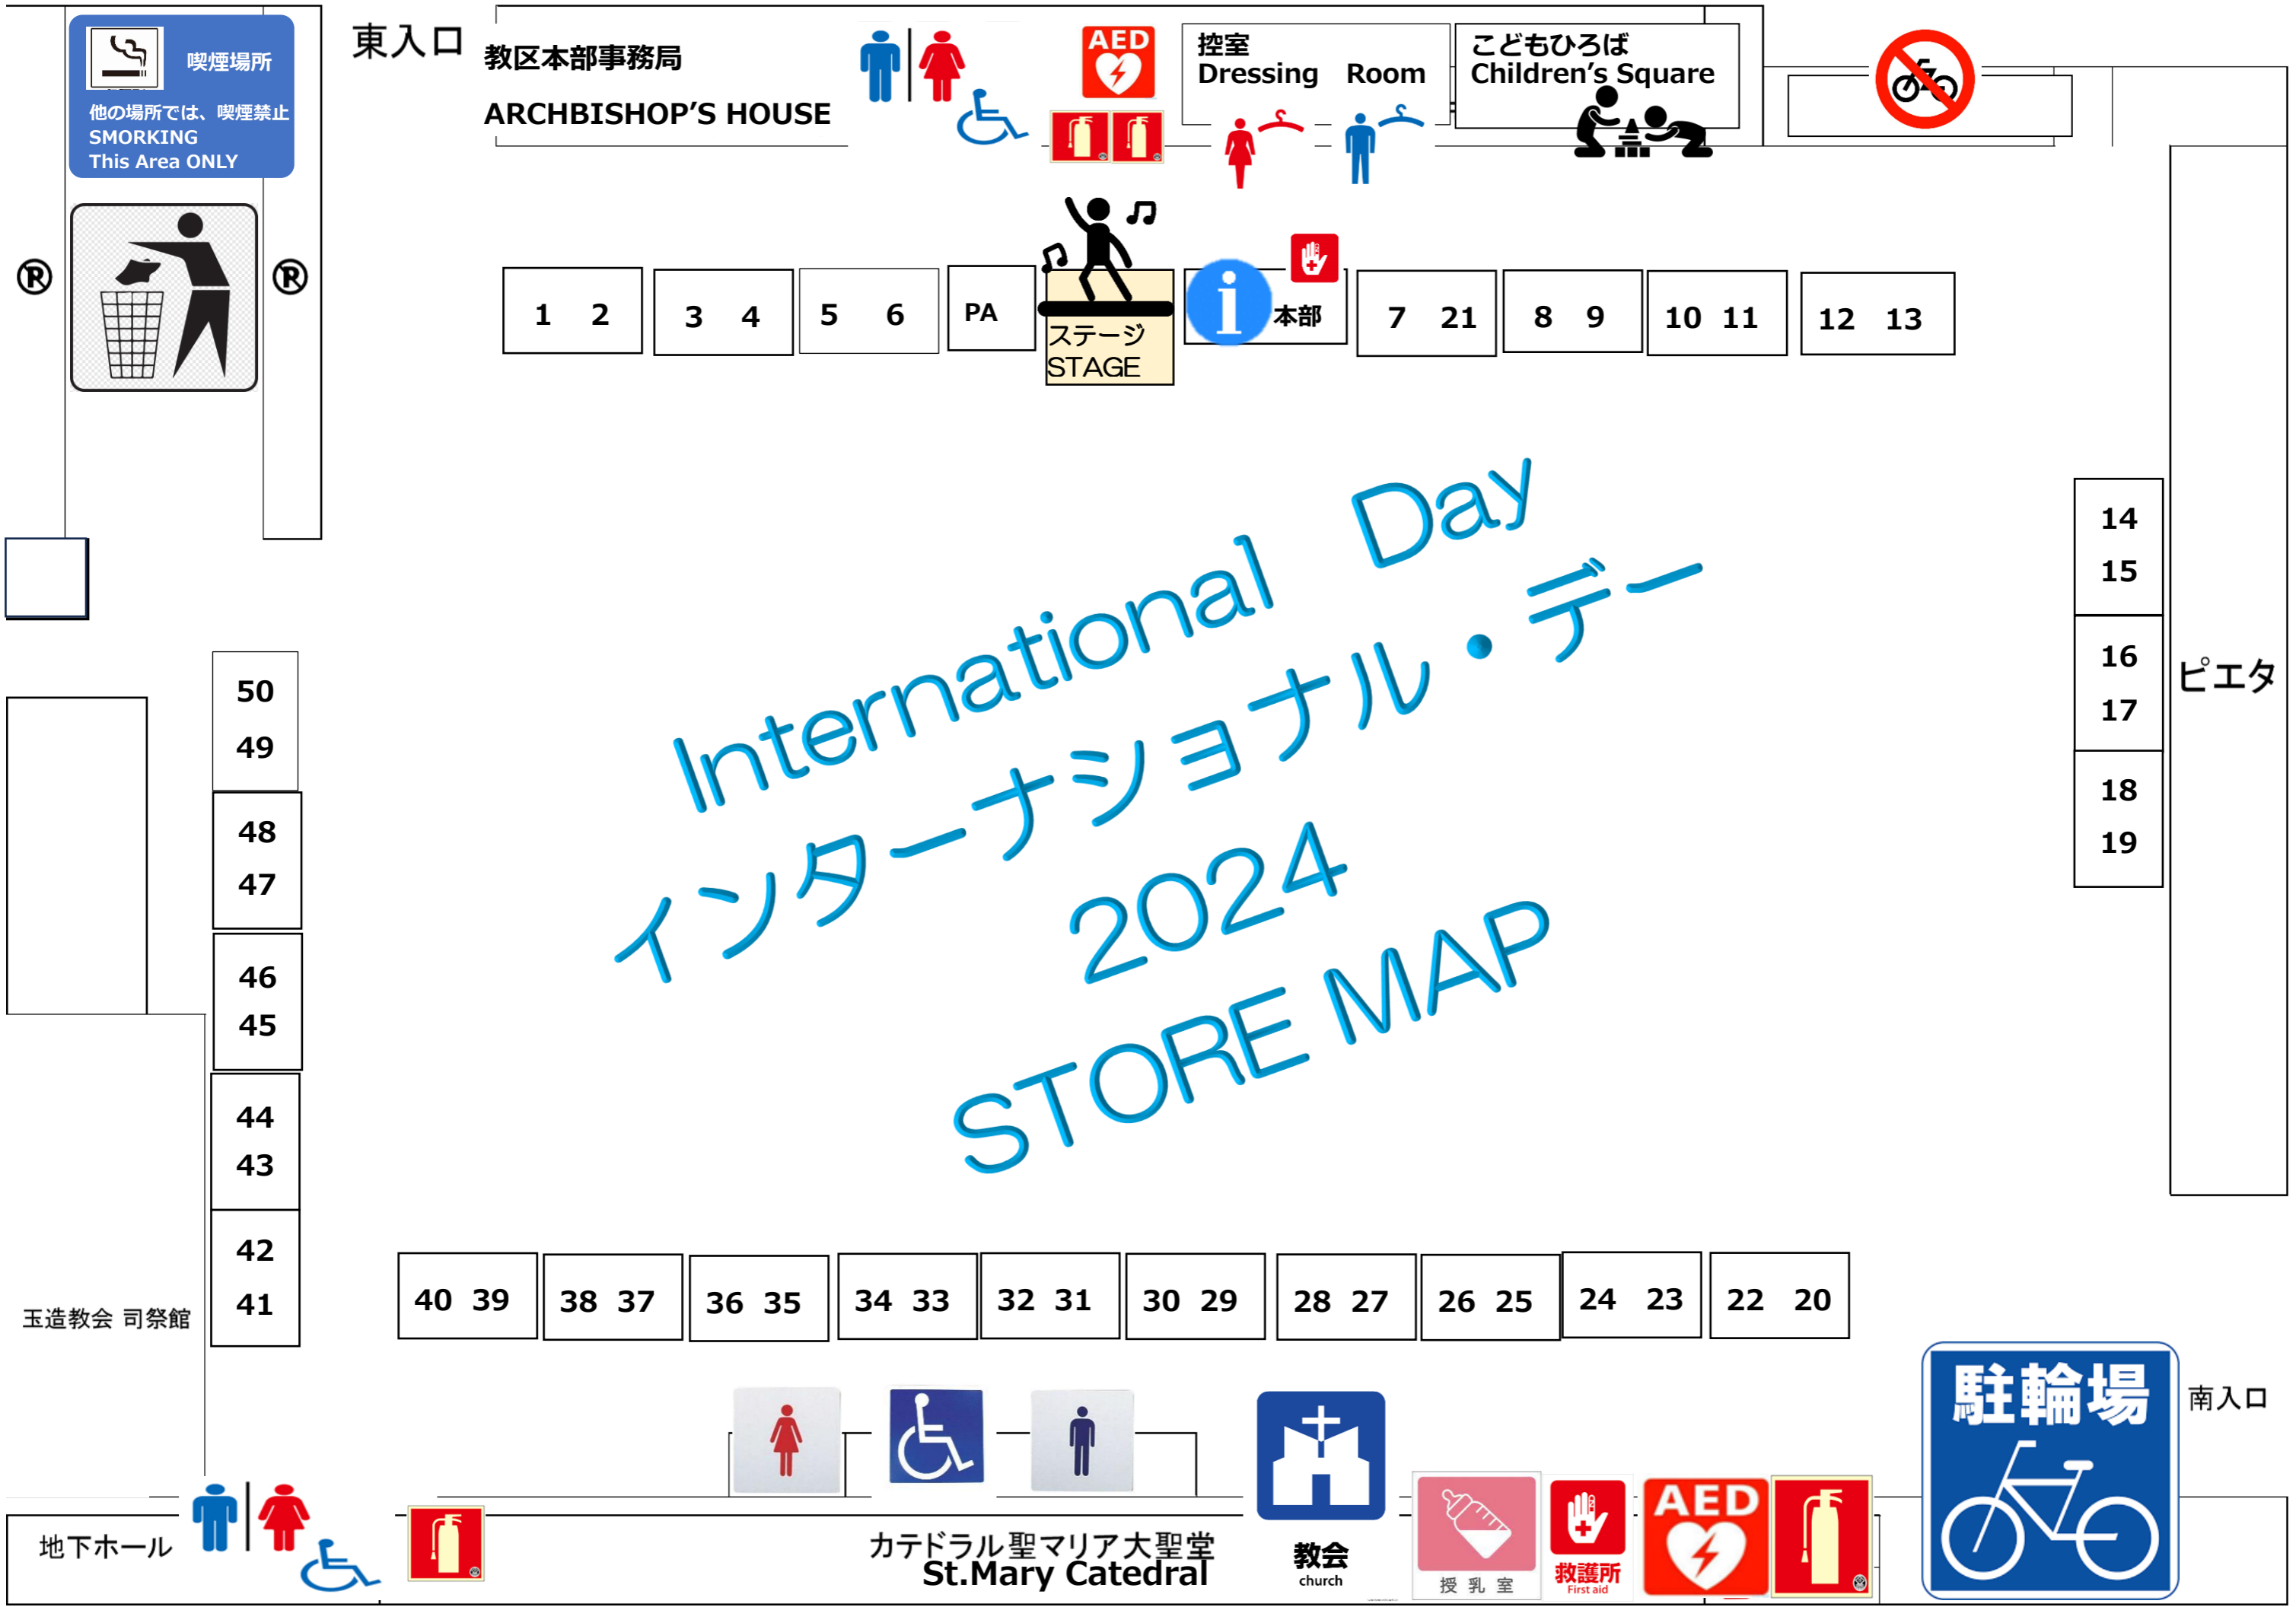 喫煙場所
他の場所では、喫煙禁止
SMORKING
This Area ONLY
東入口
教区本部事務局
ARCHBISHOP'S HOUSE
AED
控室
Dressing Room
こどもひろば
Children's Square
®
®
1 2
3 4
5 6
PA
ステージ
STAGE
i
本部
7 21
8 9
10 11
12 13
14
15
16
17
18
19
ピエタ
International Day
インターナショナル・デー
2024
STORE MAP
50
49
48
47
46
45
44
43
42
41
玉造教会 司祭館
40 39
38 37
36 35
34 33
32 31
30 29
28 27
26 25
24 23
22 20
駐輪場
南入口
地下ホール
カテドラル聖マリア大聖堂
St.Mary Catedral
教会
church
授乳室
救護所
First aid
AED